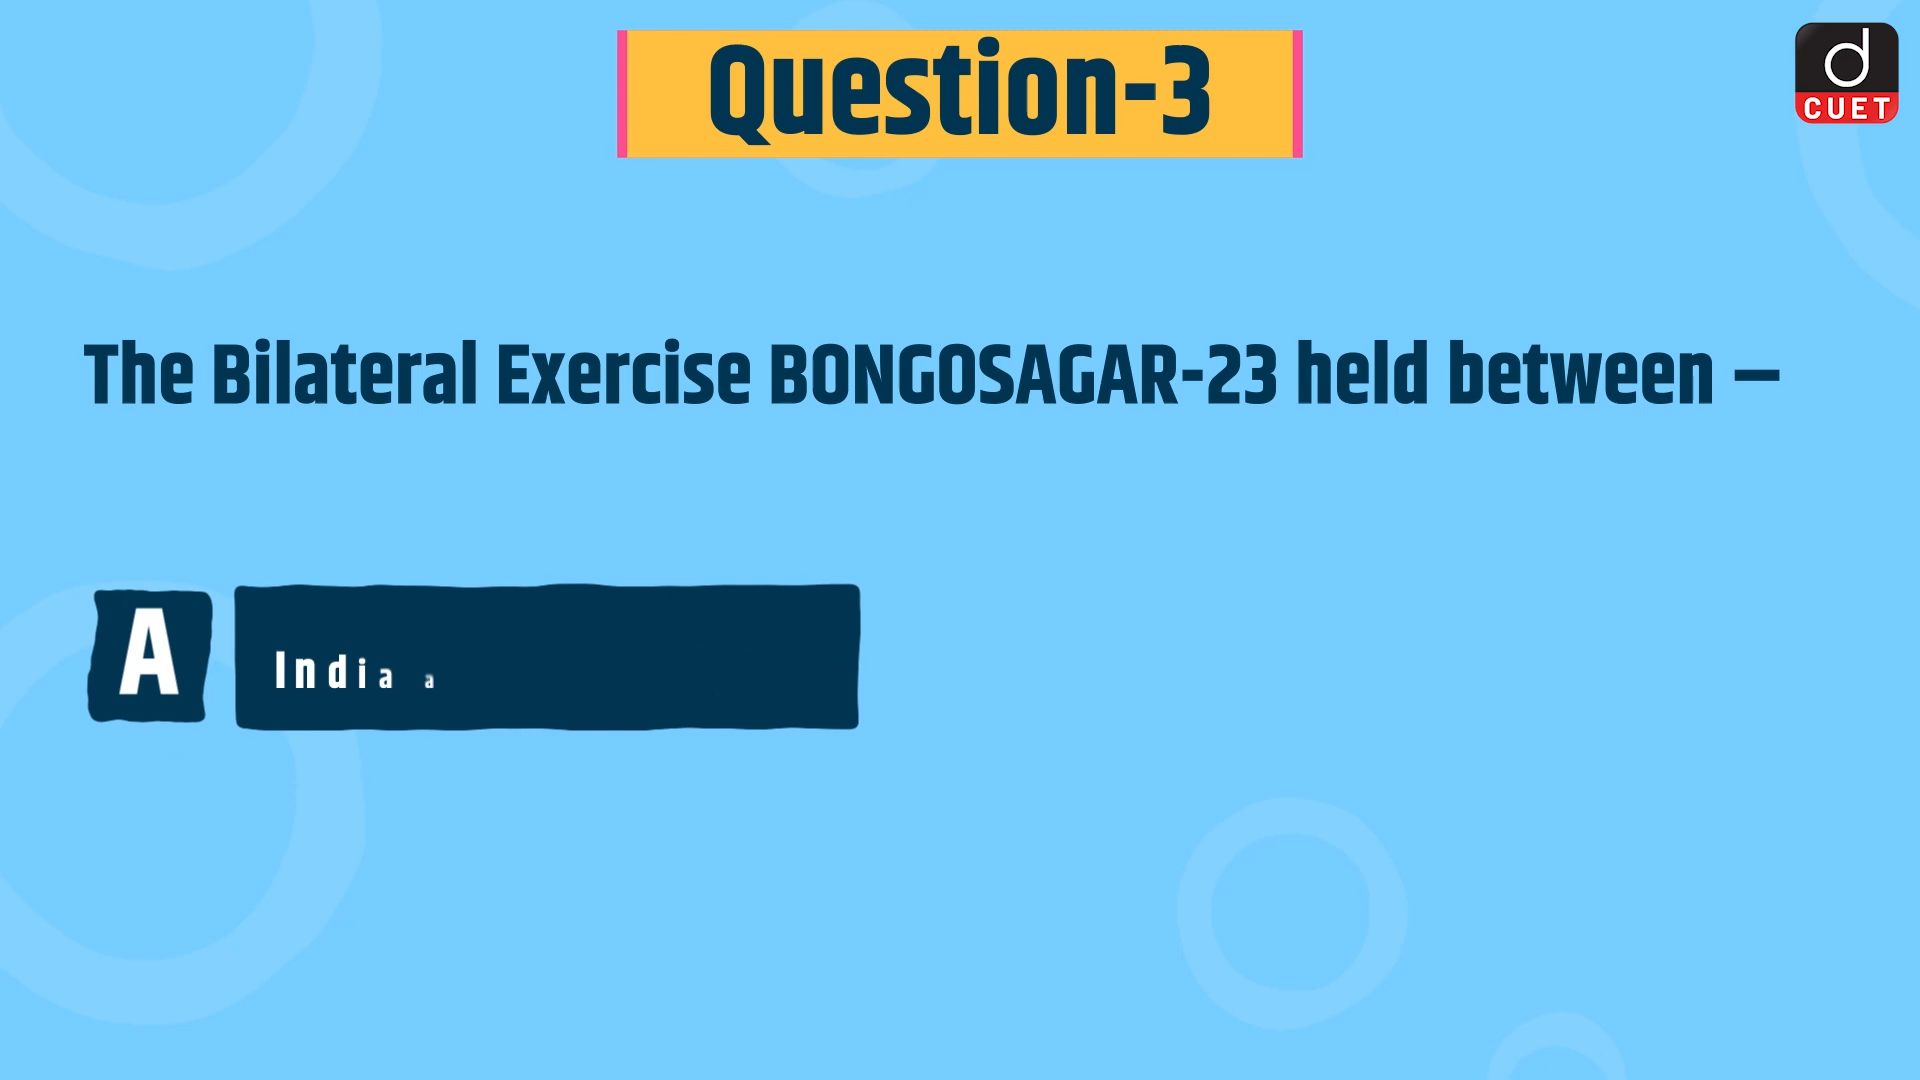 Question-3
d
CUET
The Bilateral Exercise BONGOSAGAR-23 held between –
A
India a